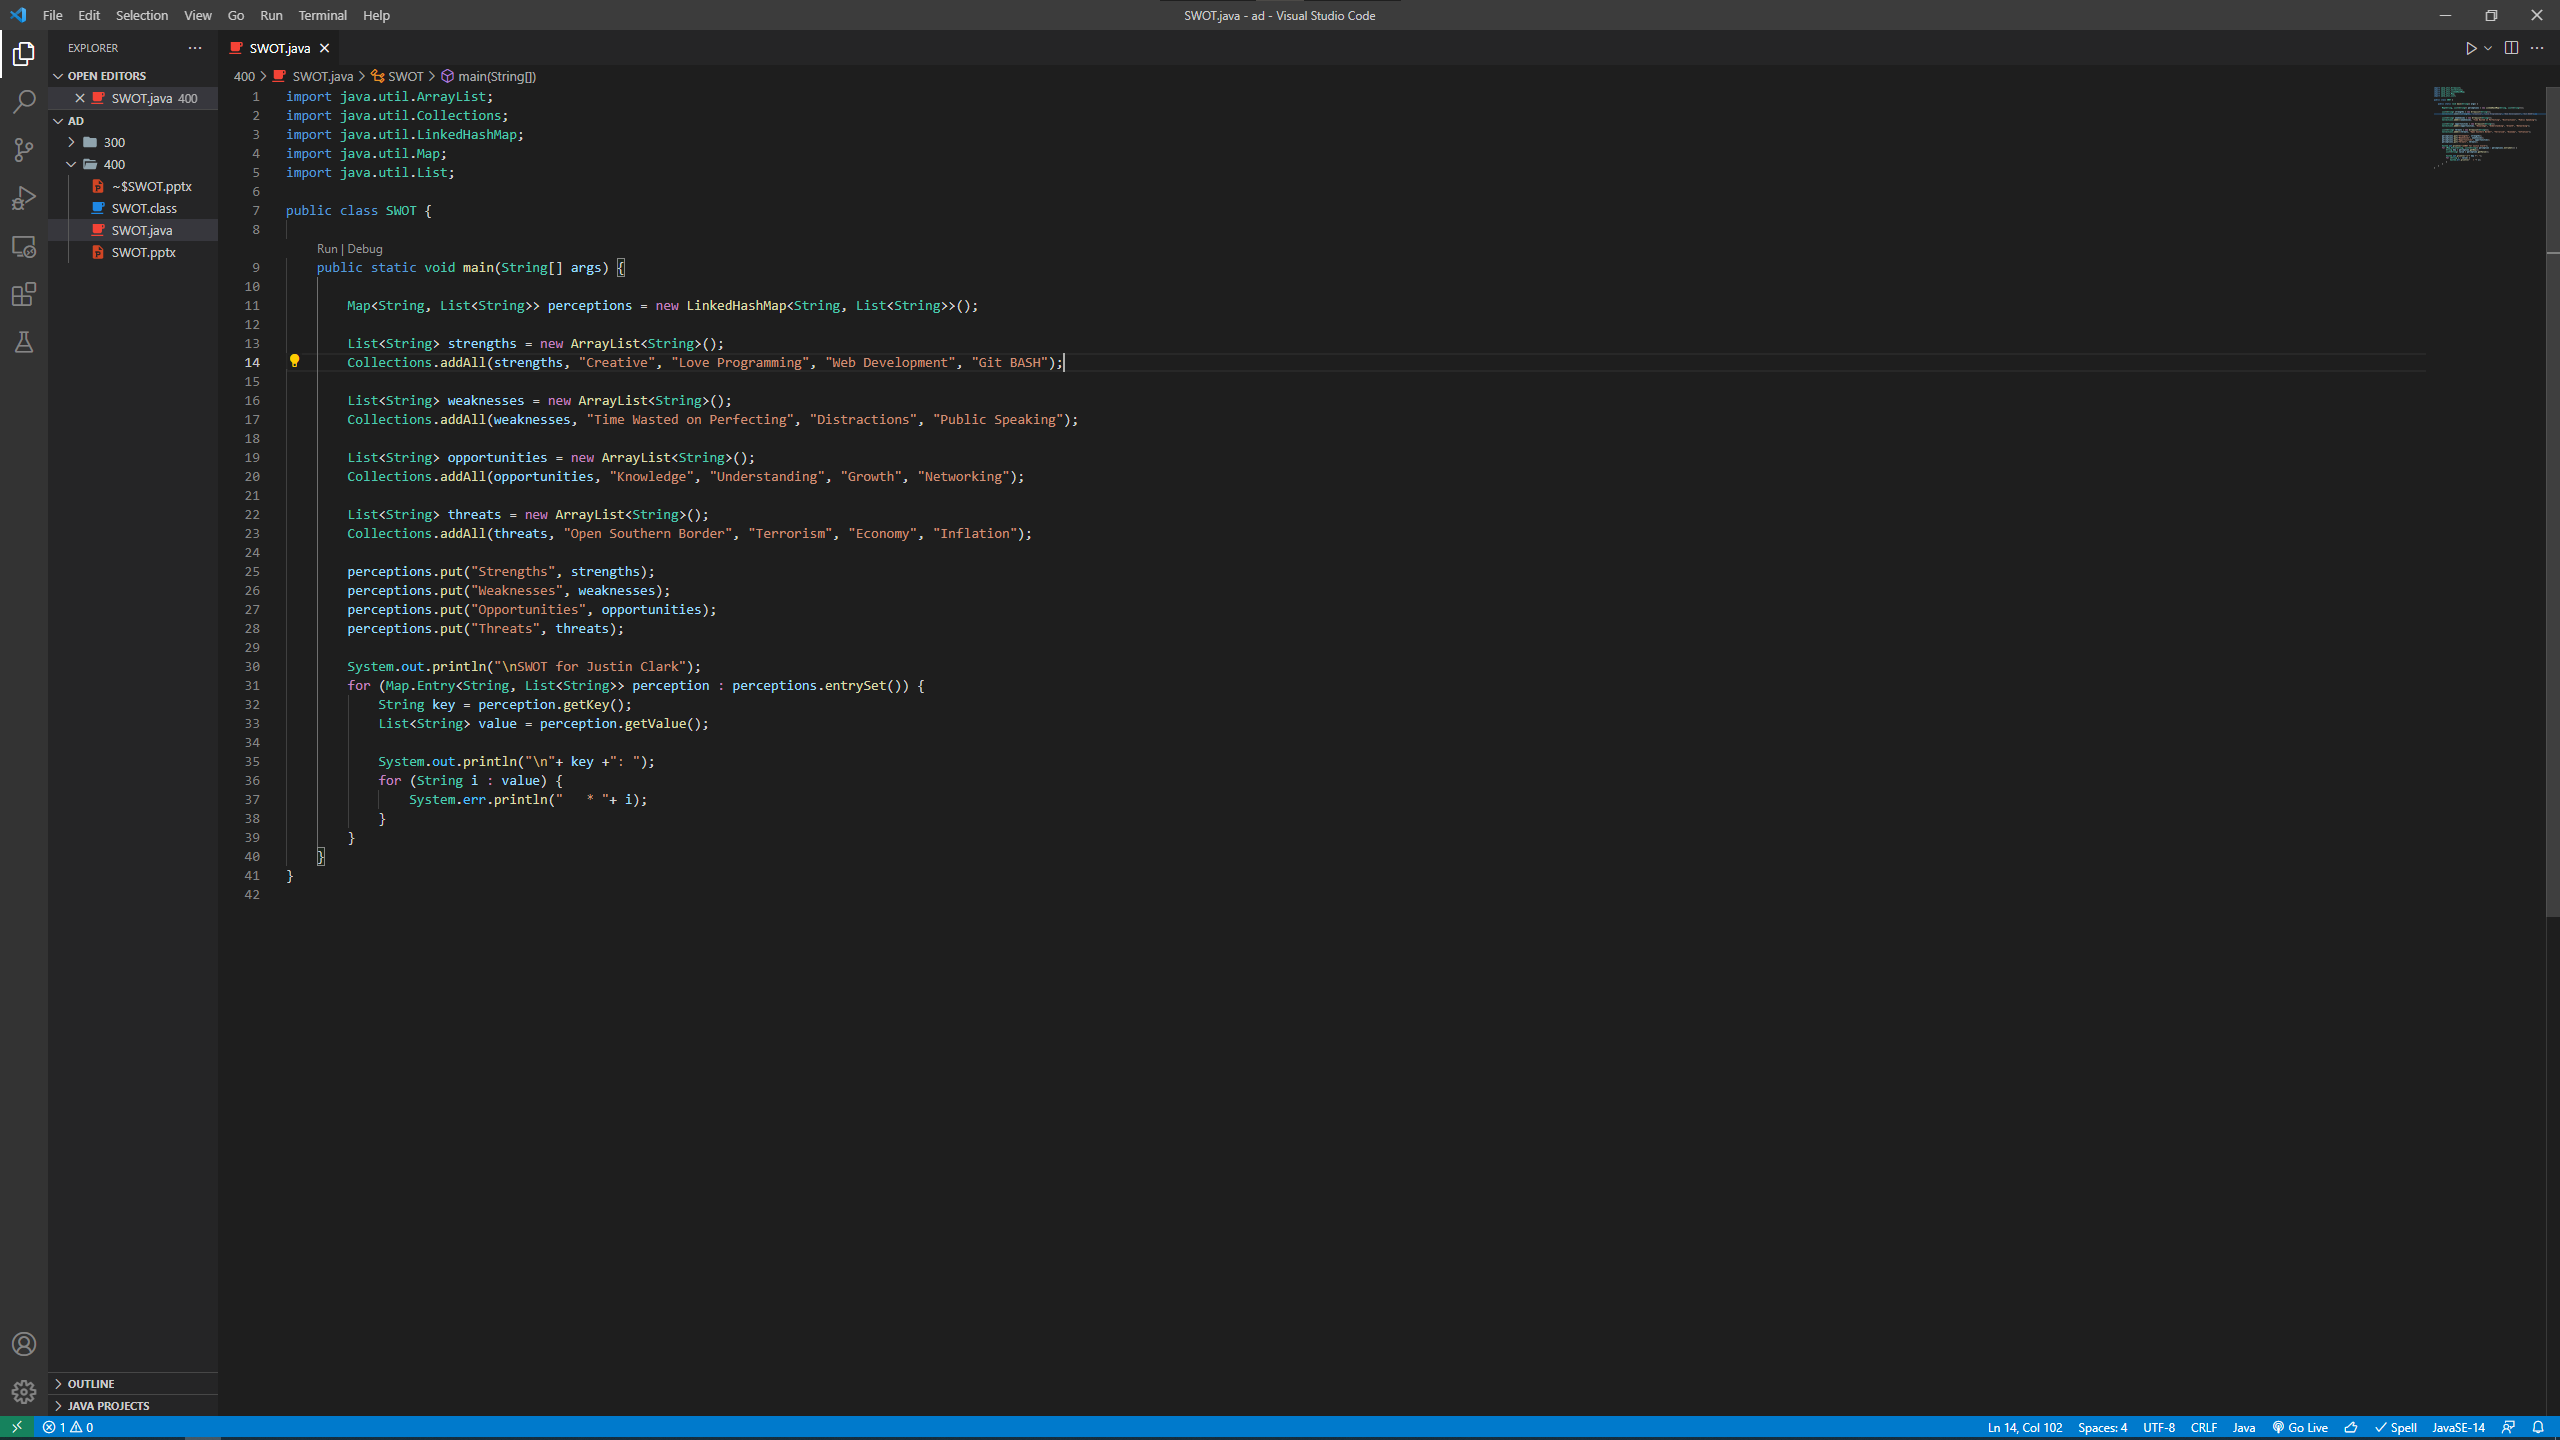 File Edit Selection View Go Run Terminal Help
SWOT.java - ad - Visual Studio Code
EXPLORER
OPEN EDITORS
SWOT.java 400
AD
300
400
~$SWOT.pptx
SWOT.class
SWOT.java
SWOT.pptx
OUTLINE
JAVA PROJECTS
SWOT.java
400 > SWOT.java > SWOT > main(String[])
1 import java.util.ArrayList;
2 import java.util.Collections;
3 import java.util.LinkedHashMap;
4 import java.util.Map;
5 import java.util.List;
6
7 public class SWOT {
8
Run | Debug
9 public static void main(String[] args) {
10
11 Map<String, List<String>> perceptions = new LinkedHashMap<String, List<String>>();
12
13 List<String> strengths = new ArrayList<String>();
14 Collections.addAll(strengths, "Creative", "Love Programming", "Web Development", "Git BASH");
15
16 List<String> weaknesses = new ArrayList<String>();
17 Collections.addAll(weaknesses, "Time Wasted on Perfecting", "Distractions", "Public Speaking");
18
19 List<String> opportunities = new ArrayList<String>();
20 Collections.addAll(opportunities, "Knowledge", "Understanding", "Growth", "Networking");
21
22 List<String> threats = new ArrayList<String>();
23 Collections.addAll(threats, "Open Southern Border", "Terrorism", "Economy", "Inflation");
24
25 perceptions.put("Strengths", strengths);
26 perceptions.put("Weaknesses", weaknesses);
27 perceptions.put("Opportunities", opportunities);
28 perceptions.put("Threats", threats);
29
30 System.out.println("\nSWOT for Justin Clark");
31 for (Map.Entry<String, List<String>> perception : perceptions.entrySet()) {
32 String key = perception.getKey();
33 List<String> value = perception.getValue();
34
35 System.out.println("\n"+ key +": ");
36 for (String i : value) {
37 System.err.println("   * "+ i);
38 }
39 }
40 }
41 }
42
1 0
Ln 14, Col 102 Spaces: 4 UTF-8 CRLF Java Go Live Spell JavaSE-14